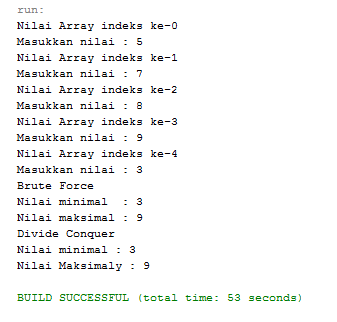 run:
Nilai Array indeks ke-0
Masukkan nilai : 5
Nilai Array indeks ke-1
Masukkan nilai : 7
Nilai Array indeks ke-2
Masukkan nilai : 8
Nilai Array indeks ke-3
Masukkan nilai : 9
Nilai Array indeks ke-4
Masukkan nilai : 3
Brute Force
Nilai minimal  : 3
Nilai maksimal : 9
Divide Conquer
Nilai minimal : 3
Nilai Maksimaly : 9
BUILD SUCCESSFUL (total time: 53 seconds)